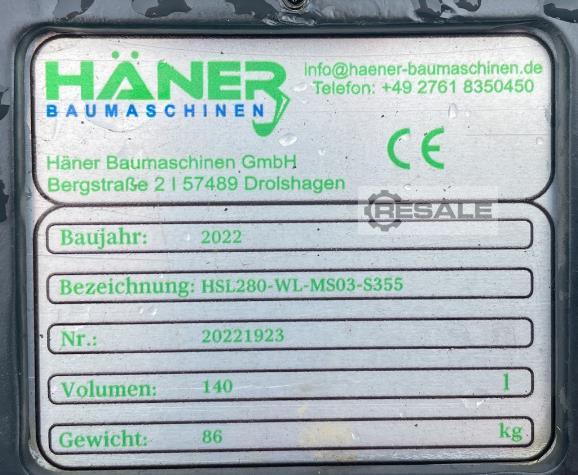 HÄNER
BAUMASCHINEN
info@haener-baumaschinen.de
Telefon: +49 2761 8350450
CE
Häner Baumaschinen GmbH
Bergstraße 2 I 57489 Drolshagen
RESALE
Baujahr: 2022
Bezeichnung: HSL280-WL-MS03-S355
Nr.: 20221923
Volumen: 140 l
Gewicht: 86 kg